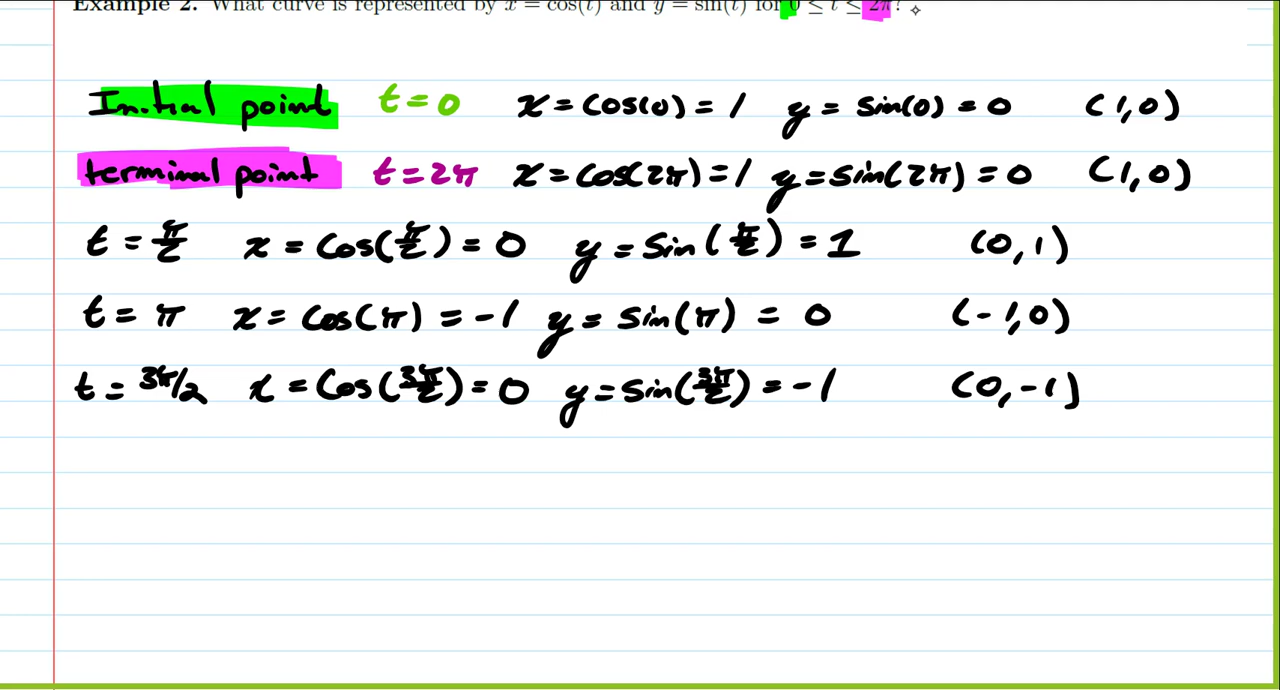 Example 2. What curve is represented by x = cos(t) and y = sin(t) for 0 ≤ t ≤ 2π?
Initial point t = 0 x = cos(0) = 1 y = sin(0) = 0 (1,0)
terminal point t = 2π x = cos(2π) = 1 y = sin(2π) = 0 (1,0)
t = π/2 x = cos(π/2) = 0 y = sin(π/2) = 1 (0,1)
t = π x = cos(π) = -1 y = sin(π) = 0 (-1,0)
t = 3π/2 x = cos(3π/2) = 0 y = sin(3π/2) = -1 (0,-1)